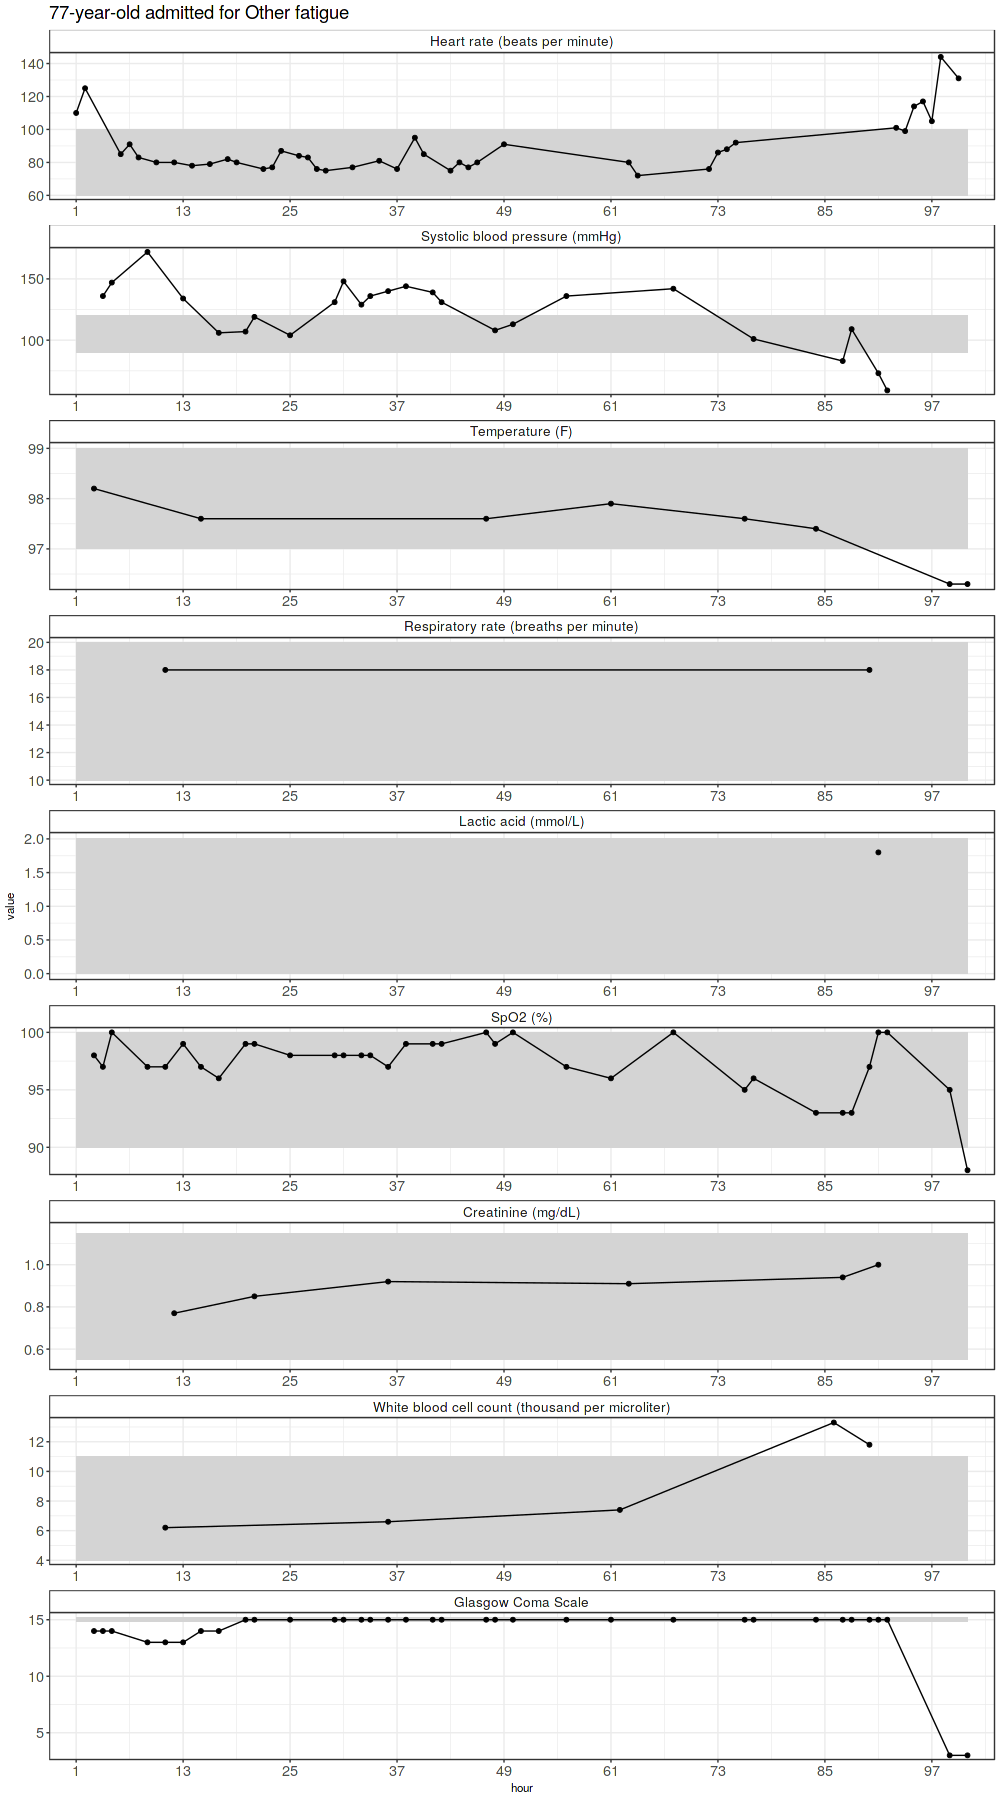 77-year-old admitted for Other fatigue
Heart rate (beats per minute)
140
120
100
80
60
1 13 25 37 49 61 73 85 97
Systolic blood pressure (mmHg)
150
100
1 13 25 37 49 61 73 85 97
Temperature (F)
99
98
97
1 13 25 37 49 61 73 85 97
Respiratory rate (breaths per minute)
20
18
16
14
12
10
1 13 25 37 49 61 73 85 97
Lactic acid (mmol/L)
2.0
1.5
1.0
0.5
0.0
1 13 25 37 49 61 73 85 97
value
SpO2 (%)
100
95
90
1 13 25 37 49 61 73 85 97
Creatinine (mg/dL)
1.0
0.8
0.6
1 13 25 37 49 61 73 85 97
White blood cell count (thousand per microliter)
12
10
8
6
4
1 13 25 37 49 61 73 85 97
Glasgow Coma Scale
15
10
5
1 13 25 37 49 61 73 85 97
hour